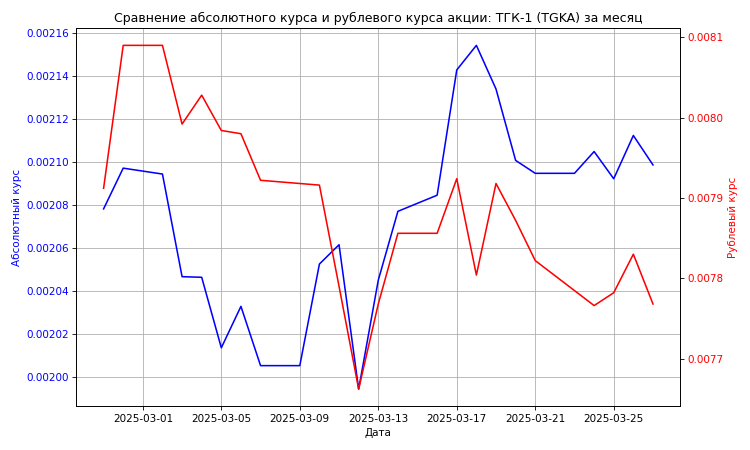 Сравнение абсолютного курса и рублевого курса акции: ТГК-1 (TGKA) за месяц
0.00216
0.00214
0.00212
0.00210
0.00208
0.00206
0.00204
0.00202
0.00200
Абсолютный курс
0.0081
0.0080
0.0079
0.0078
0.0077
Рублевый курс
2025-03-01 2025-03-05 2025-03-09 2025-03-13 2025-03-17 2025-03-21 2025-03-25
Дата